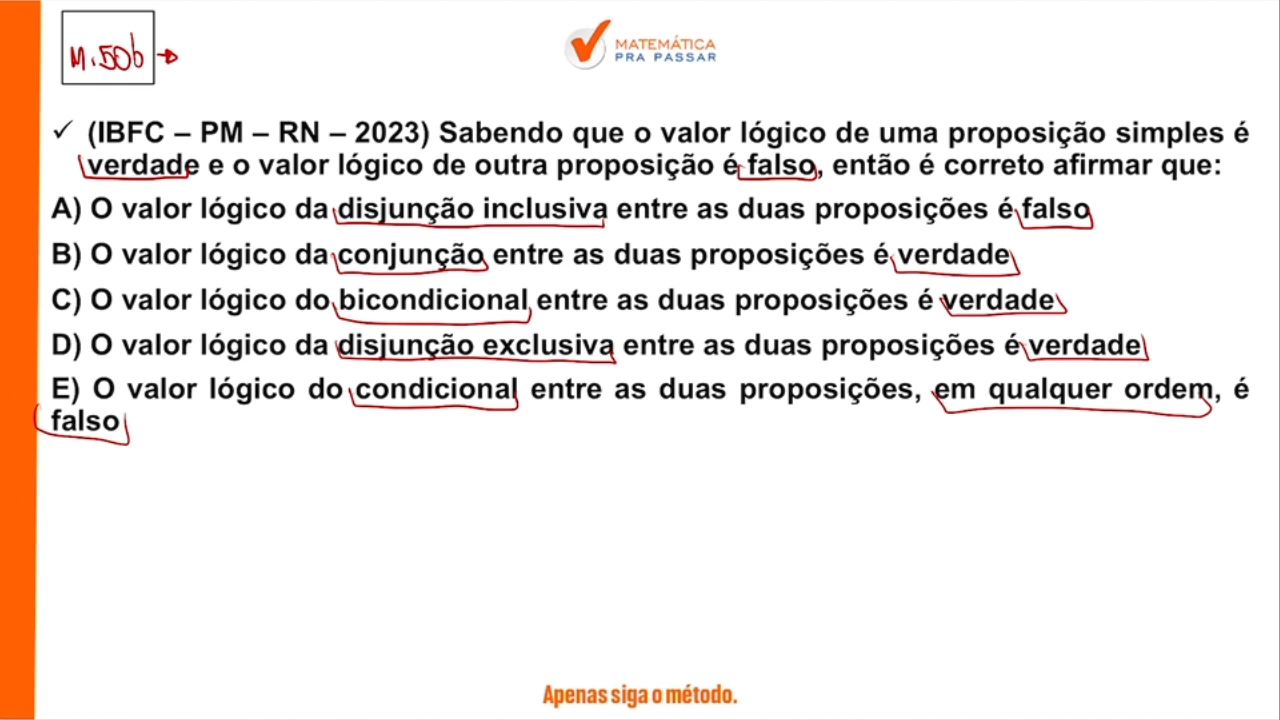 M.50b
MATEMÁTICA
PRA PASSAR
✓ (IBFC – PM – RN – 2023) Sabendo que o valor lógico de uma proposição simples é
verdade e o valor lógico de outra proposição é falso, então é correto afirmar que:
A) O valor lógico da disjunção inclusiva entre as duas proposições é falso
B) O valor lógico da conjunção entre as duas proposições é verdade
C) O valor lógico do bicondicional entre as duas proposições é verdade
D) O valor lógico da disjunção exclusiva entre as duas proposições é verdade
E) O valor lógico do condicional entre as duas proposições, em qualquer ordem, é
falso
Apenas siga o método.